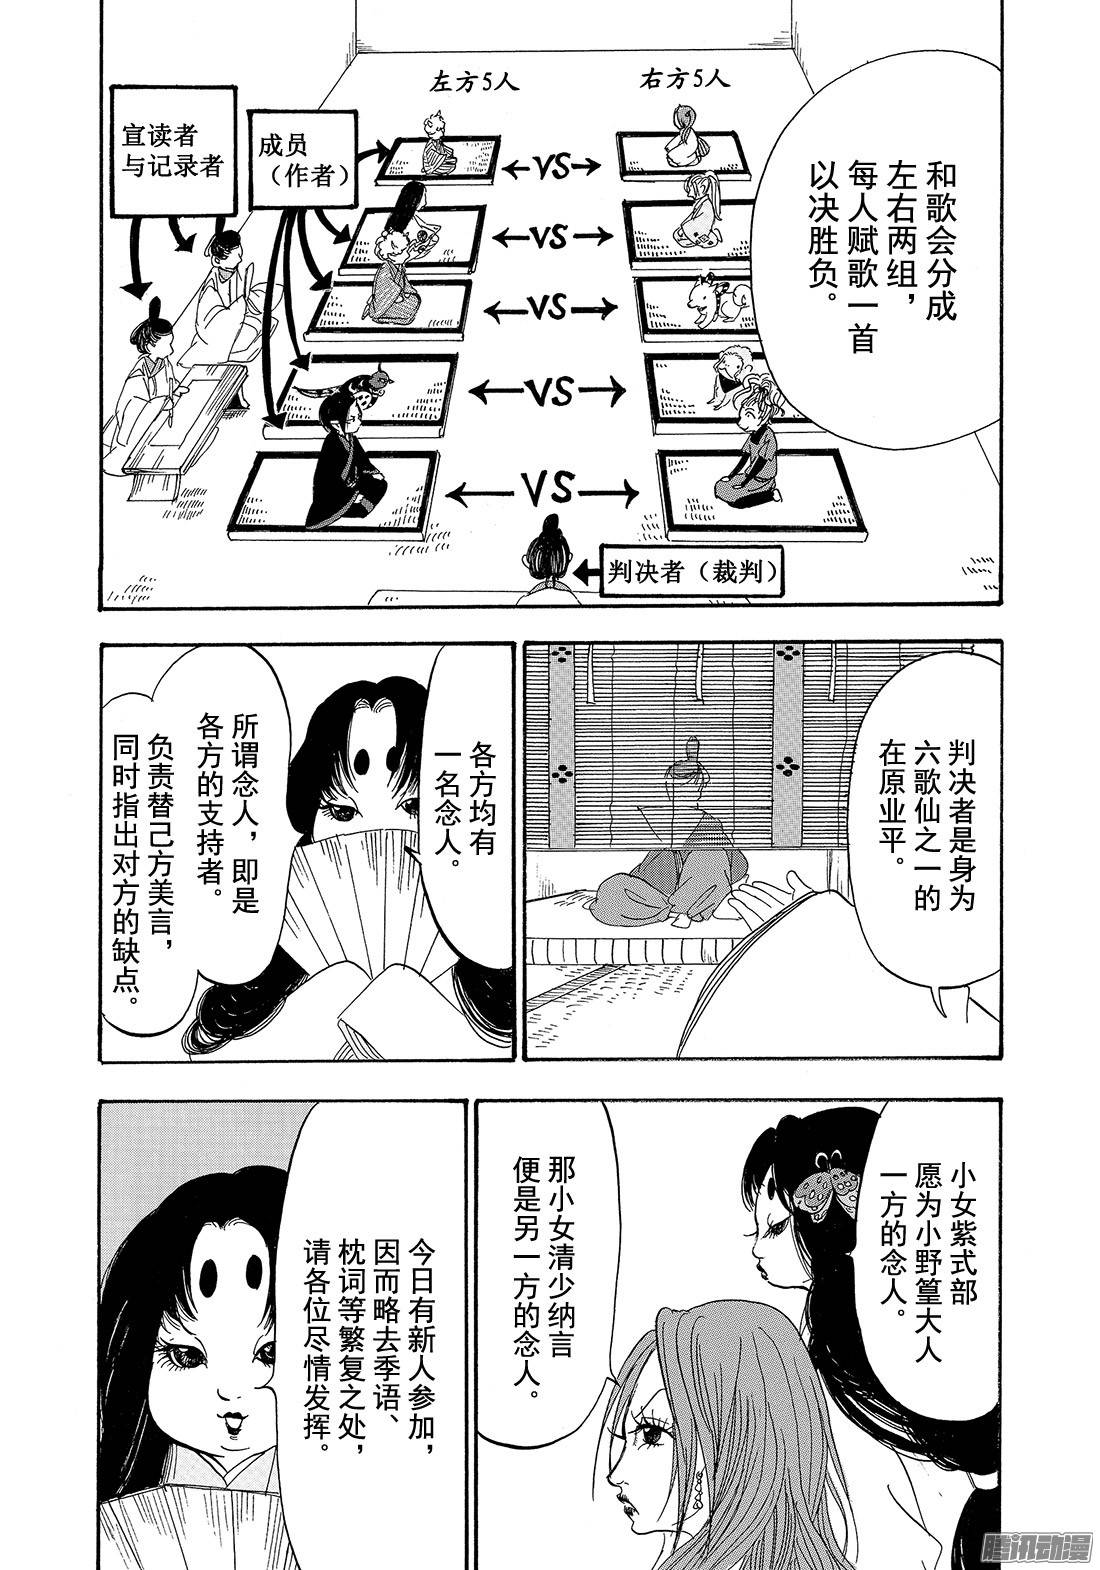 和歌会分成
左右两组，
每人赋歌一首
以决胜负。
右方5人
左方5人
宣读者
与记录者
成员
（作者）
VS
VS
VS
VS
VS
判决者（裁判）
判决者是身为
六歌仙之一的
在原业平。
各方均有
一名念人。
所谓念人，即是
各方的支持者。
负责替己方美言，
同时指出对方的缺点。
小女紫式部
愿为小野篁大人
一方的念人。
那小女清少纳言
便是另一方的念人。
今日有新人参加，
因而略去季语、
枕词等繁复之处，
请各位尽情发挥。
腾讯动漫